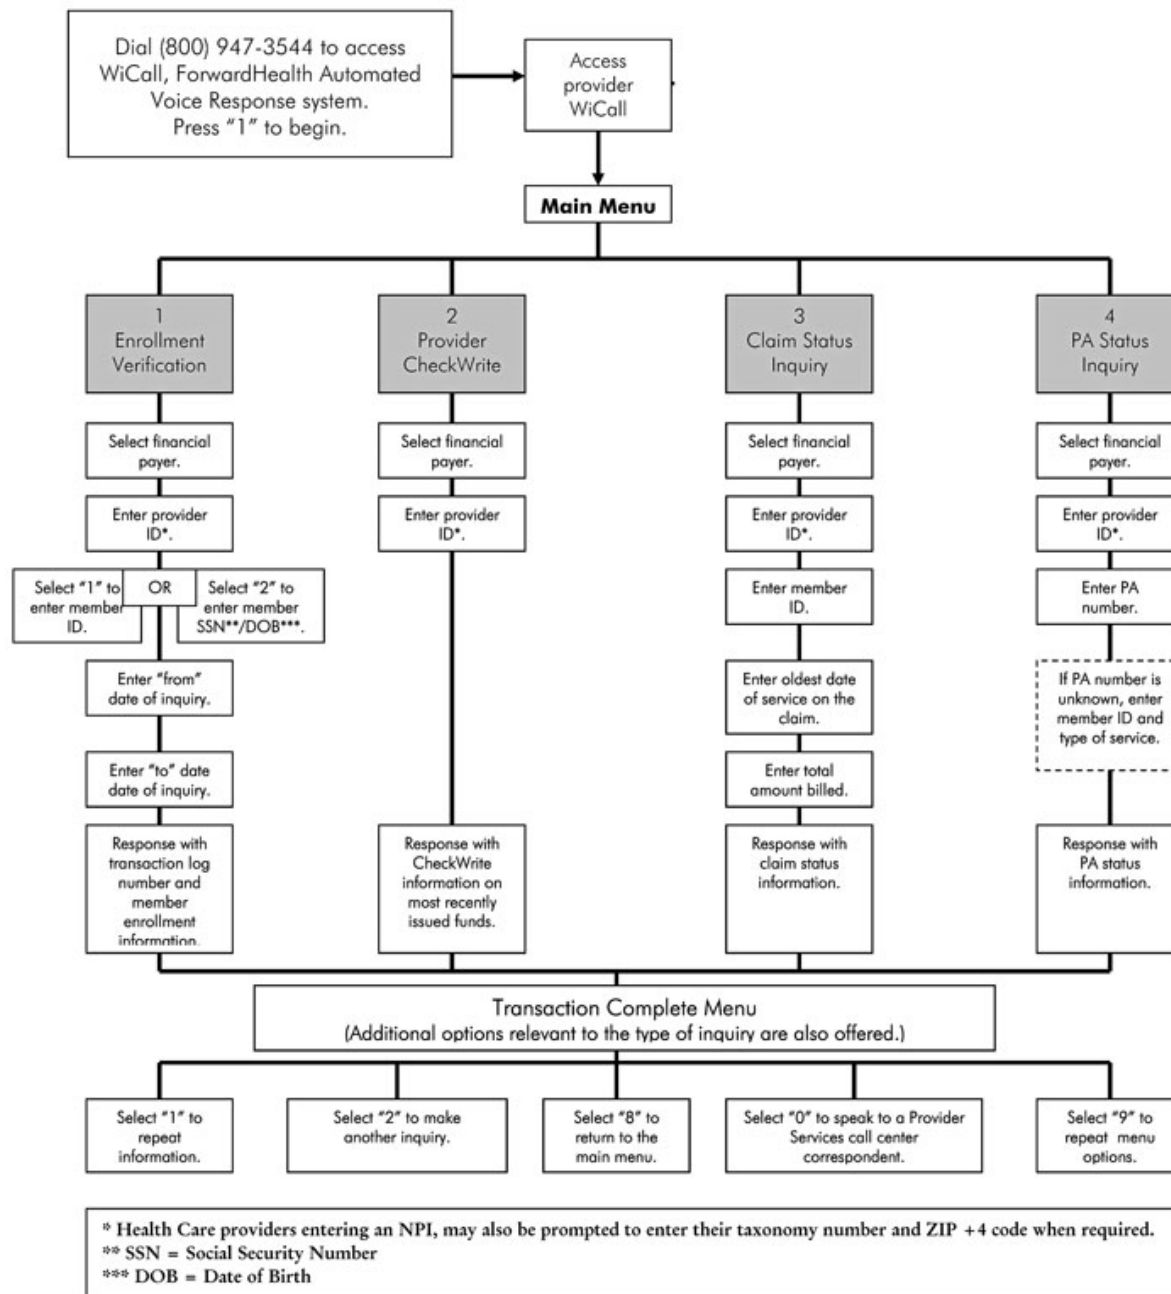 Dial (800) 947-3544 to access
WiCall, ForwardHealth Automated
Voice Response system.
Press “1” to begin.
Access
provider
WiCall
Main Menu
1
Enrollment
Verification
2
Provider
CheckWrite
3
Claim Status
Inquiry
4
PA Status
Inquiry
Select financial
payer.
Select financial
payer.
Select financial
payer.
Select financial
payer.
Enter provider
ID*.
Enter provider
ID*.
Enter provider
ID*.
Enter provider
ID*.
Select “1” to
enter member
ID.
OR
Select “2” to
enter member
SSN**/DOB***.
Enter member
ID.
Enter PA
number.
Enter “from”
date of inquiry.
Enter oldest date
of service on the
claim.
If PA number is
unknown, enter
member ID and
type of service.
Enter “to” date
date of inquiry.
Enter total
amount billed.
Response with
transaction log
number and
member
enrollment
information.
Response with
CheckWrite
information on
most recently
issued funds.
Response with
claim status
information.
Response with
PA status
information.
Transaction Complete Menu
(Additional options relevant to the type of inquiry are also offered.)
Select “1” to
repeat
information.
Select “2” to make
another inquiry.
Select “8” to
return to the
main menu.
Select “0” to speak to a Provider
Services call center
correspondent.
Select “9” to
repeat menu
options.
* Health Care providers entering an NPI, may also be prompted to enter their taxonomy number and ZIP +4 code when required.
** SSN = Social Security Number
*** DOB = Date of Birth